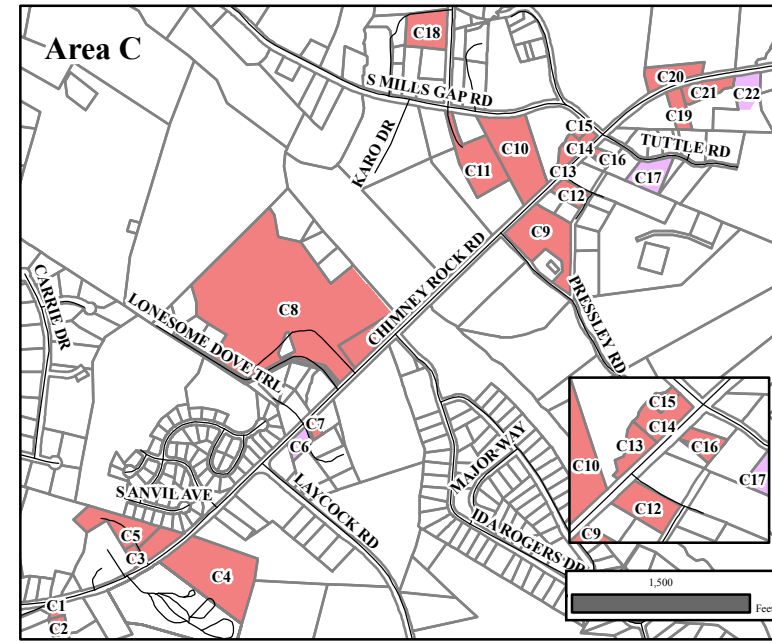 Area C
C18
S MILLS GAP RD
C20
C21
C22
C19
C15
C14
C16
TUTTLE RD
C10
C11
KARO DR
C13
C17
C12
C9
CHIMNEY ROCK RD
PRESSLEY RD
CARRIE DR
LONESOME DOVE TRL
C8
C7
C6
S ANVIL AVE
LAYCOCK RD
MAJOR WAY
IDA ROGERS DR
C5
C3
C4
C1
C2
C15
C14
C13
C16
C10
C17
C12
C9
1,500
Feet